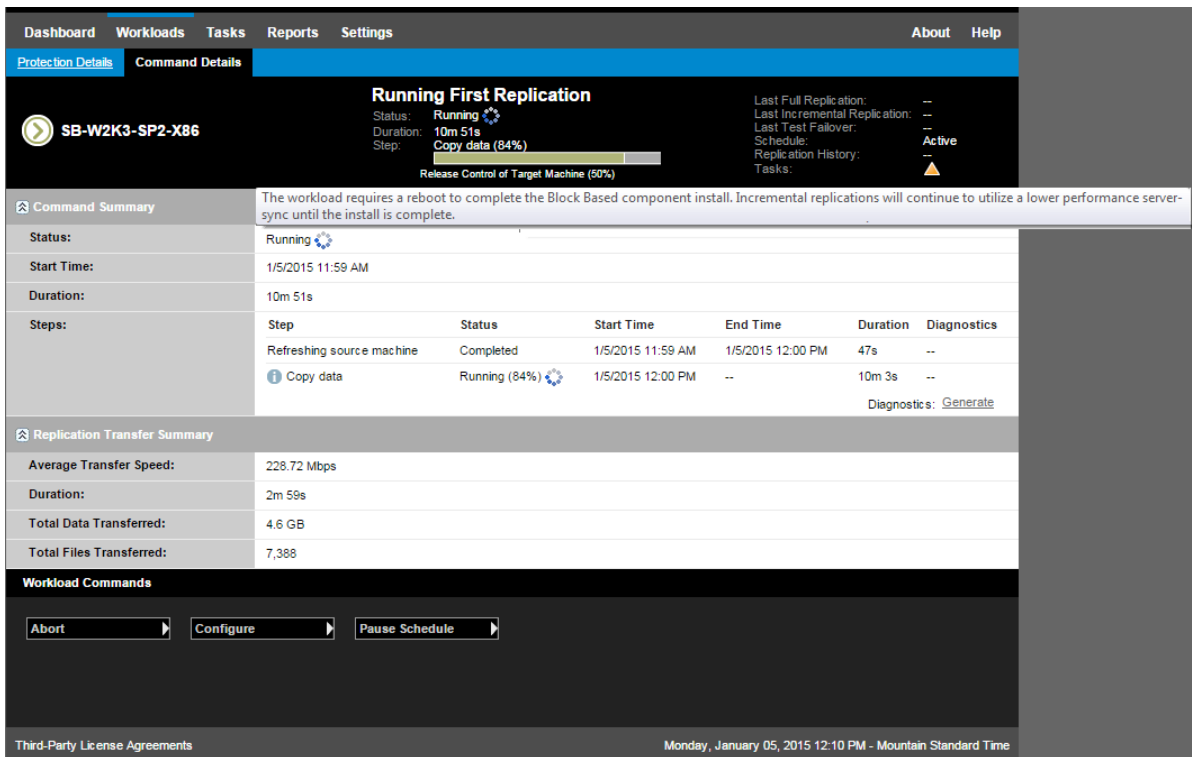 Dashboard Workloads Tasks Reports Settings About Help
Protection Details Command Details
SB-W2K3-SP2-X86
Running First Replication
Status: Running
Duration: 10m 51s
Step: Copy data (84%)
Release Control of Target Machine (50%)
Last Full Replication: --
Last Incremental Replication: --
Last Test Failover: --
Schedule: Active
Replication History: --
Tasks:
The workload requires a reboot to complete the Block Based component install. Incremental replications will continue to utilize a lower performance server-
sync until the install is complete.
Command Summary
Status: Running
Start Time: 1/5/2015 11:59 AM
Duration: 10m 51s
Steps:
Step Status Start Time End Time Duration Diagnostics
Refreshing source machine Completed 1/5/2015 11:59 AM 1/5/2015 12:00 PM 47s --
Copy data Running (84%) 1/5/2015 12:00 PM -- 10m 3s --
Diagnostics: Generate
Replication Transfer Summary
Average Transfer Speed: 228.72 Mbps
Duration: 2m 59s
Total Data Transferred: 4.6 GB
Total Files Transferred: 7,388
Workload Commands
Abort Configure Pause Schedule
Third-Party License Agreements Monday, January 05, 2015 12:10 PM - Mountain Standard Time